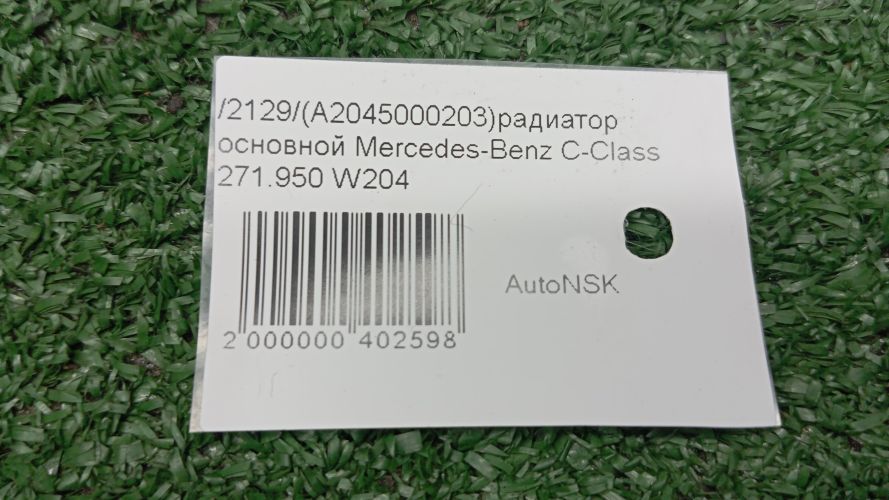 /2129/(A2045000203)радиатор
основной Mercedes-Benz C-Class
271.950 W204
AutoNSK
2 000000 402598